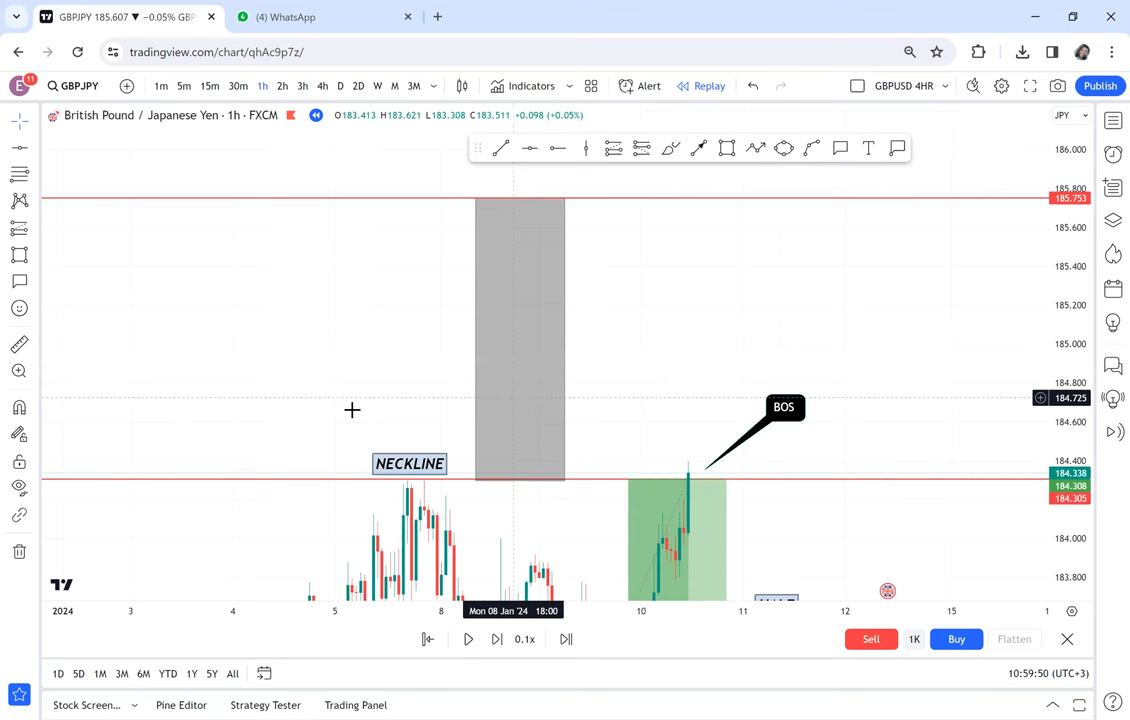 GBPJPY 185.607 ▼ −0.05% GBP
(4) WhatsApp
tradingview.com/chart/qhAc9p7z/
E 11 GBPJPY 1m 5m 15m 30m 1h 2h 3h 4h D 2D W M 3M Indicators Alert Replay GBPUSD 4HR Publish
British Pound / Japanese Yen · 1h · FXCM O183.413 H183.621 L183.308 C183.511 +0.098 (+0.05%) JPY
186.000
185.800
185.753
185.600
185.400
185.200
185.000
184.800
184.725
BOS
184.600
NECKLINE
184.400
184.338
184.308
184.305
184.000
183.800
2024 3 4 5 8 Mon 08 Jan '24 18:00 10 11 12 15 1
0.1x Sell 1K Buy Flatten
1D 5D 1M 3M 6M YTD 1Y 5Y All 10:59:50 (UTC+3)
Stock Screen... Pine Editor Strategy Tester Trading Panel